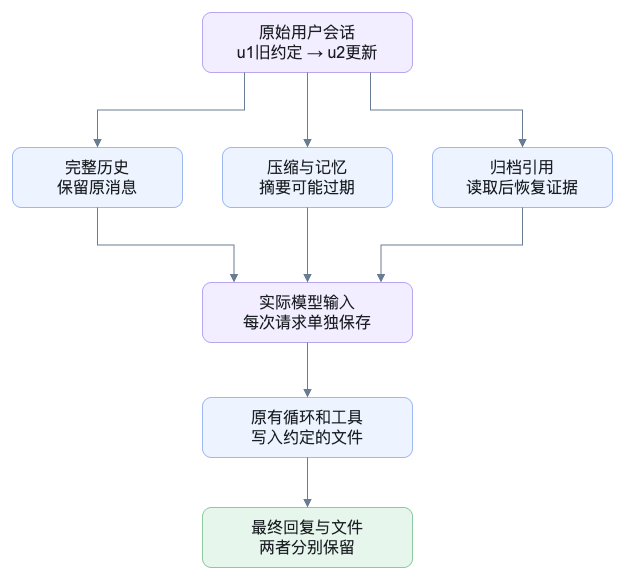 原始用户会话
u1旧约定 → u2更新
完整历史
保留原消息
压缩与记忆
摘要可能过期
归档引用
读取后恢复证据
实际模型输入
每次请求单独保存
原有循环和工具
写入约定的文件
最终回复与文件
两者分别保留